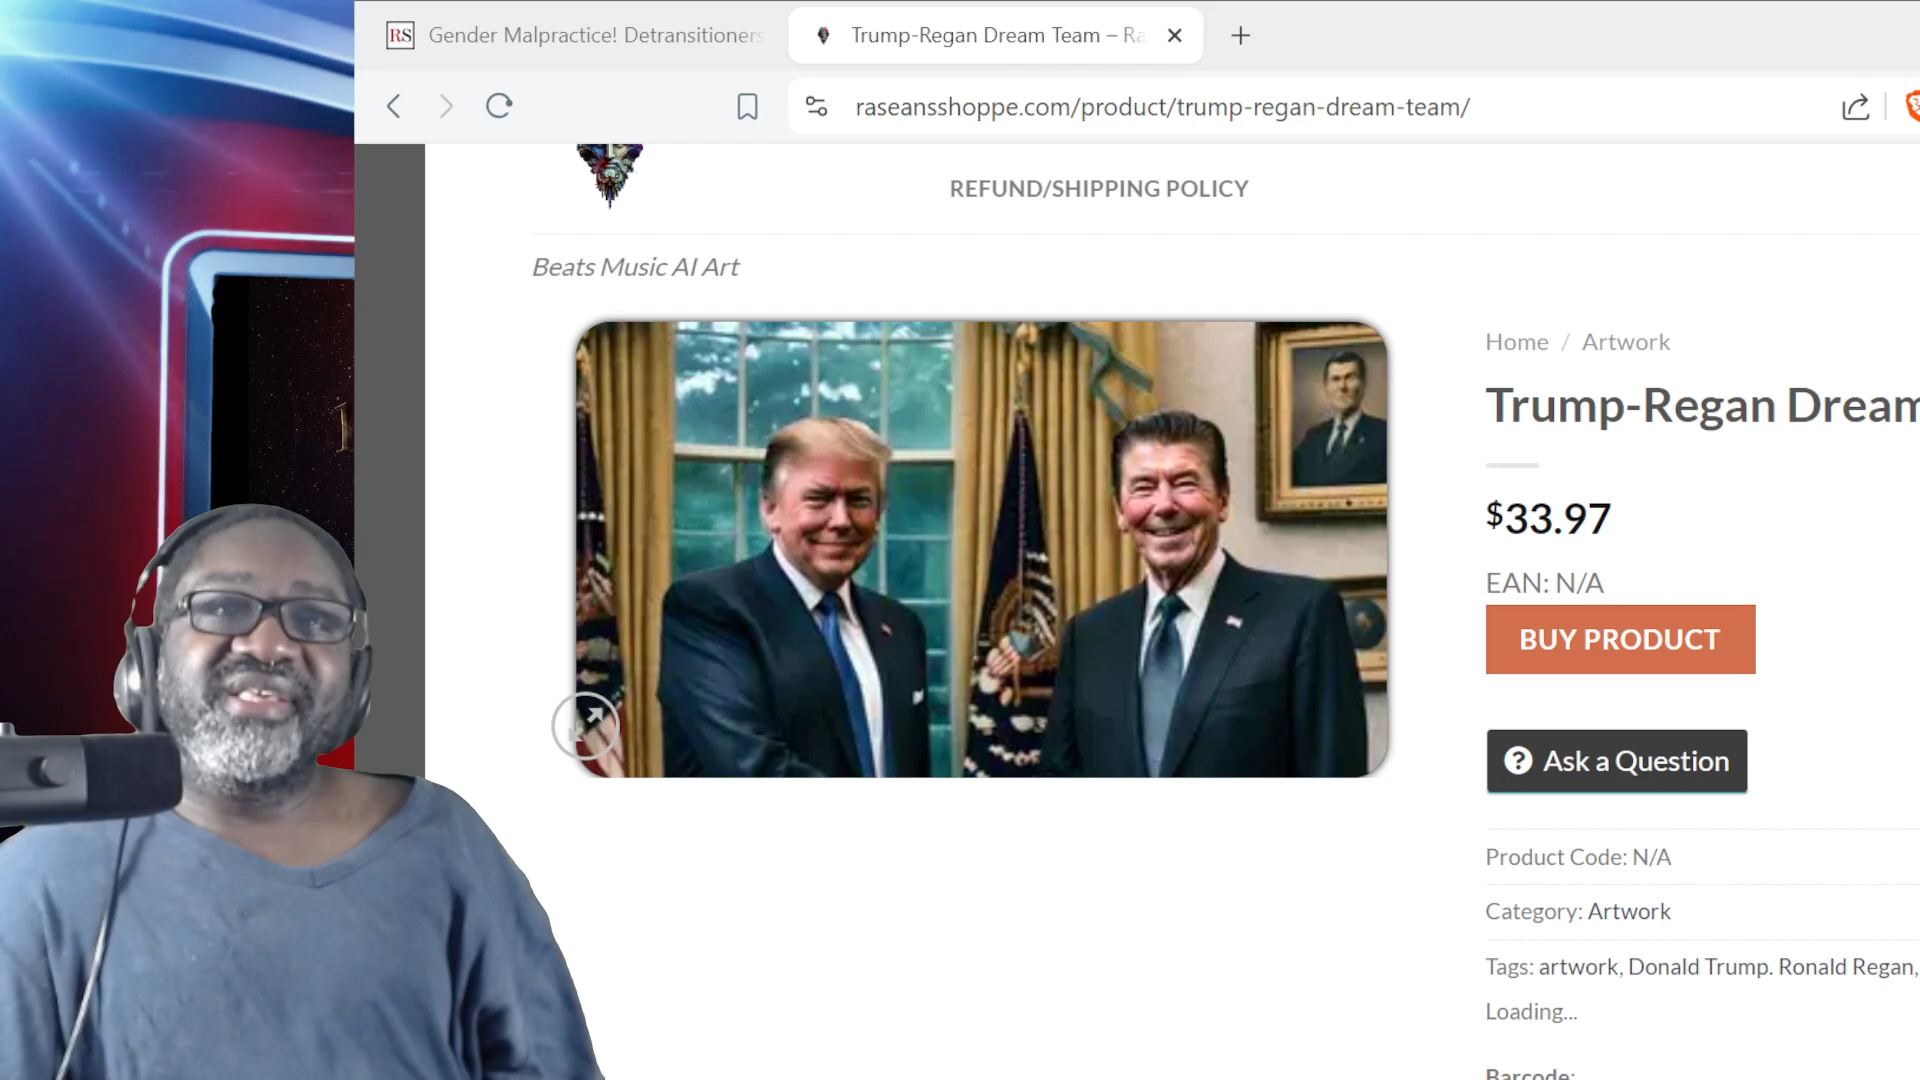 RS Gender Malpractice! Detransitioners
Trump-Regan Dream Team – Ra
raseansshoppe.com/product/trump-regan-dream-team/
REFUND/SHIPPING POLICY
Beats Music AI Art
Home / Artwork
Trump-Regan Dream
$33.97
EAN: N/A
BUY PRODUCT
? Ask a Question
Product Code: N/A
Category: Artwork
Tags: artwork, Donald Trump. Ronald Regan,
Loading...
Barcode: